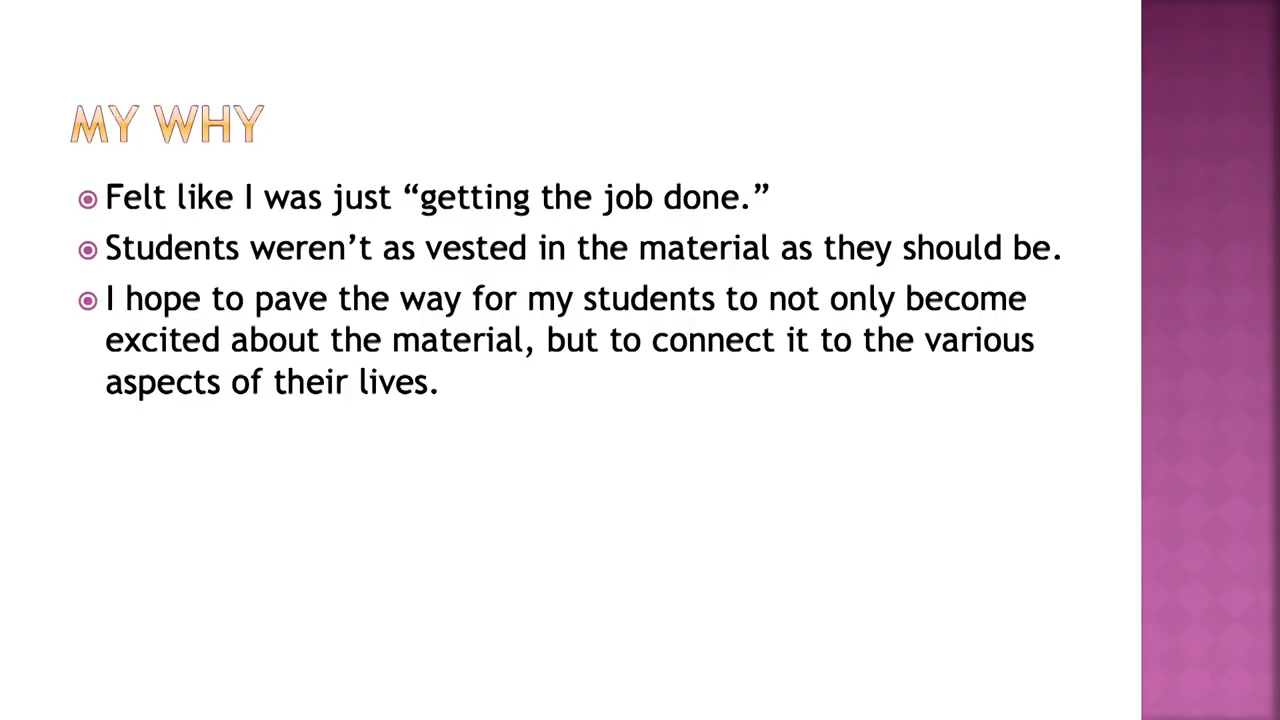 MY WHY
Felt like I was just “getting the job done.”
Students weren’t as vested in the material as they should be.
I hope to pave the way for my students to not only become
excited about the material, but to connect it to the various
aspects of their lives.